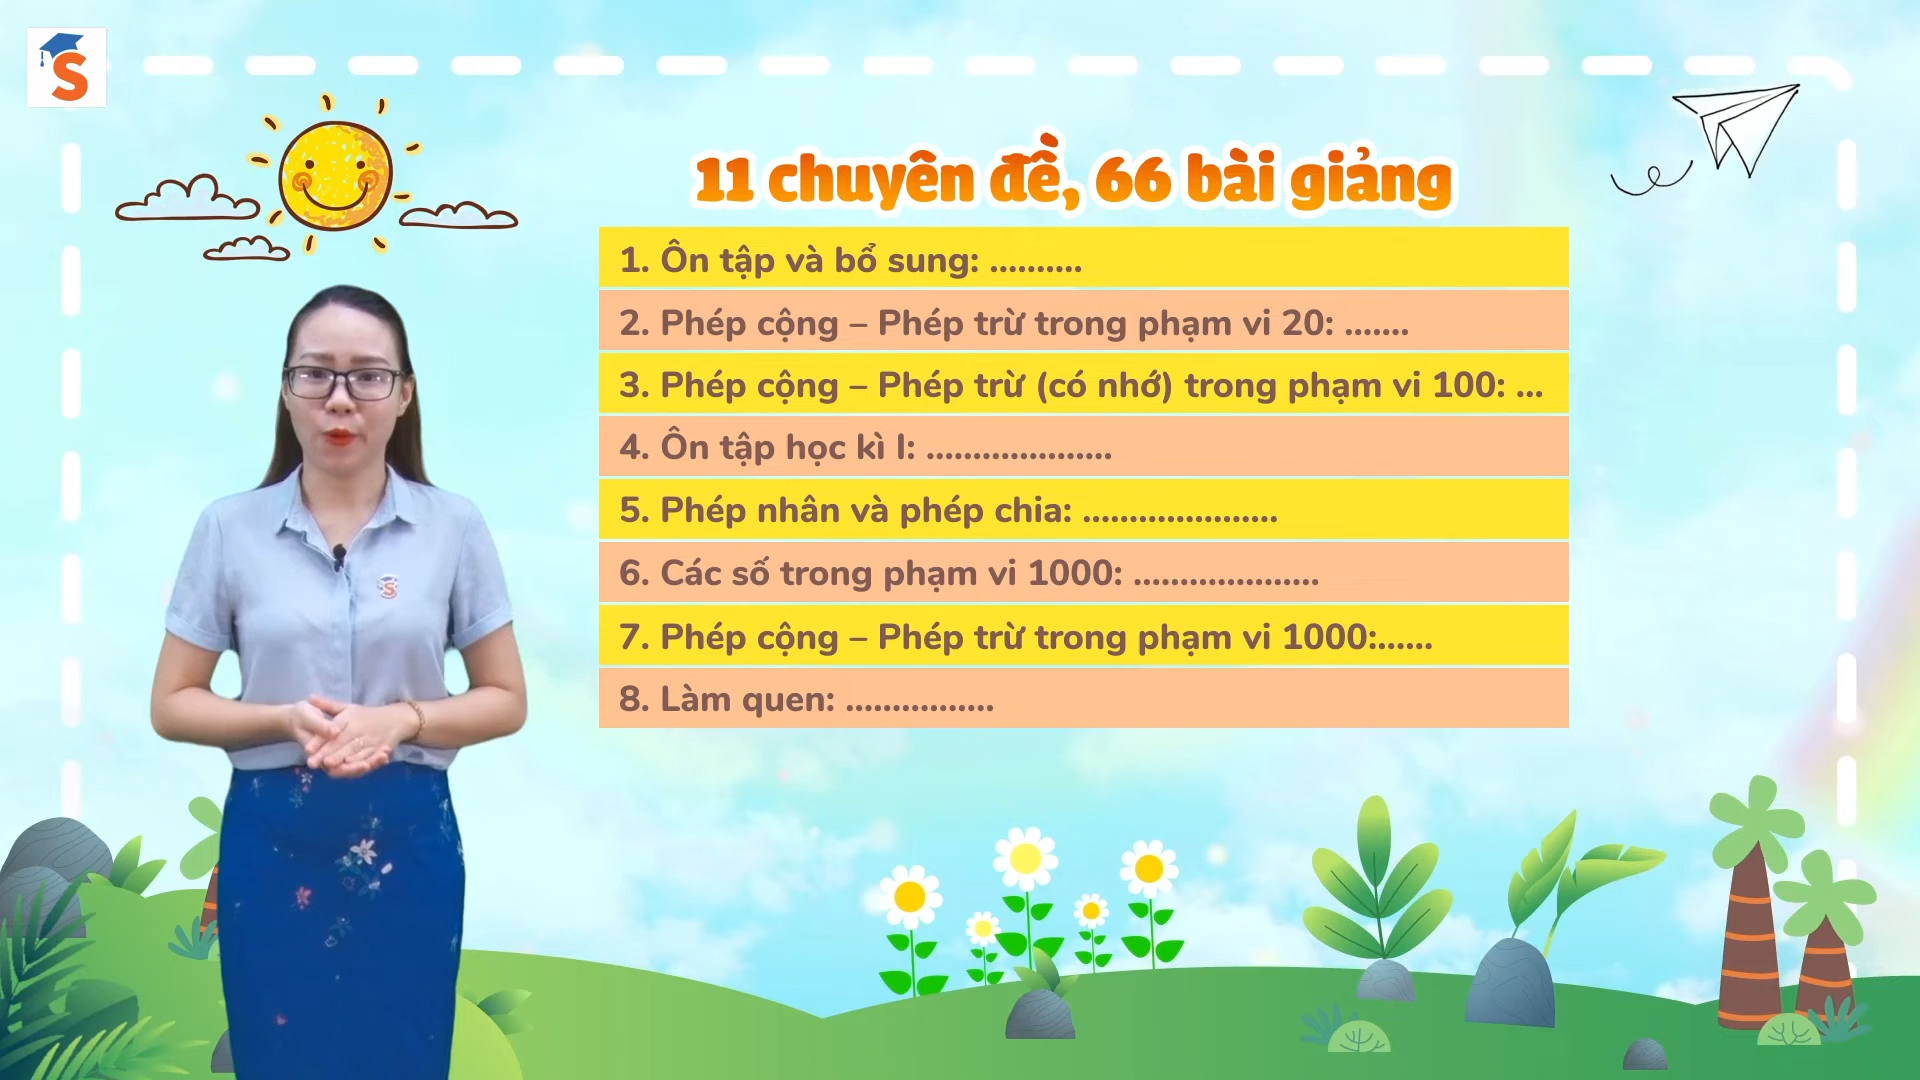 S
11 chuyên đề, 66 bài giảng
1. Ôn tập và bổ sung: ..........
2. Phép cộng – Phép trừ trong phạm vi 20: .......
3. Phép cộng – Phép trừ (có nhớ) trong phạm vi 100: ...
4. Ôn tập học kì I: ....................
5. Phép nhân và phép chia: .....................
6. Các số trong phạm vi 1000: ....................
7. Phép cộng – Phép trừ trong phạm vi 1000:......
8. Làm quen: ................
S